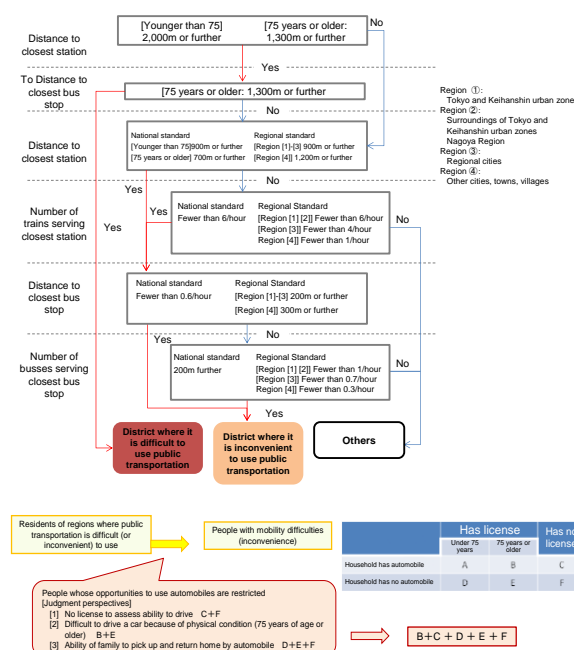 Distance to
closest station
[Younger than 75]
2,000m or further
[75 years or older:
1,300m or further
No
Yes
To Distance to
closest bus
stop
[75 years or older: 1,300m or further
No
Region ①:
Tokyo and Keihanshin urban zone
Region ②:
Surroundings of Tokyo and
Keihanshin urban zones
Nagoya Region
Region ③:
Regional cities
Region ④:
Other cities, towns, villages
Distance to
closest station
National standard
[Younger than 75]900m or further
[75 years or older] 700m or further
Regional standard
[Region [1]-[3] 900m or further
[Region [4]] 1,200m or further
Yes
No
Yes
Yes
Number of
trains serving
closest station
National standard
Fewer than 6/hour
Regional Standard
[Region [1] [2]] Fewer than 6/hour
[Region [3]] Fewer than 4/hour
Region [4]] Fewer than 1/hour
No
No
Distance to
closest bus
stop
National standard
Fewer than 0.6/hour
Regional Standard
[Region [1]-[3] 200m or further
[Region [4]] 300m or further
No
Yes
Number of
busses serving
closest bus
stop
National standard
200m further
Regional Standard
[Region [1] [2]] Fewer than 1/hour
[Region [3]] Fewer than 0.7/hour
Region [4]] Fewer than 0.3/hour
No
Yes
District where it
is difficult to
use public
transportation
District where it
is inconvenient
to use public
transportation
Others
Residents of regions where public
transportation is difficult (or
inconvenient) to use
People with mobility difficulties
(inconvenience)
Has license
Has no
license
Under 75
years
75 years or
older
Household has automobile
A
B
C
Household has no automobile
D
E
F
People whose opportunities to use automobiles are restricted
[Judgment perspectives]
[1] No license to assess ability to drive C+F
[2] Difficult to drive a car because of physical condition (75 years of age or
older) B+E
[3] Ability of family to pick up and return home by automobile D+E+F
B+C+D+E+F